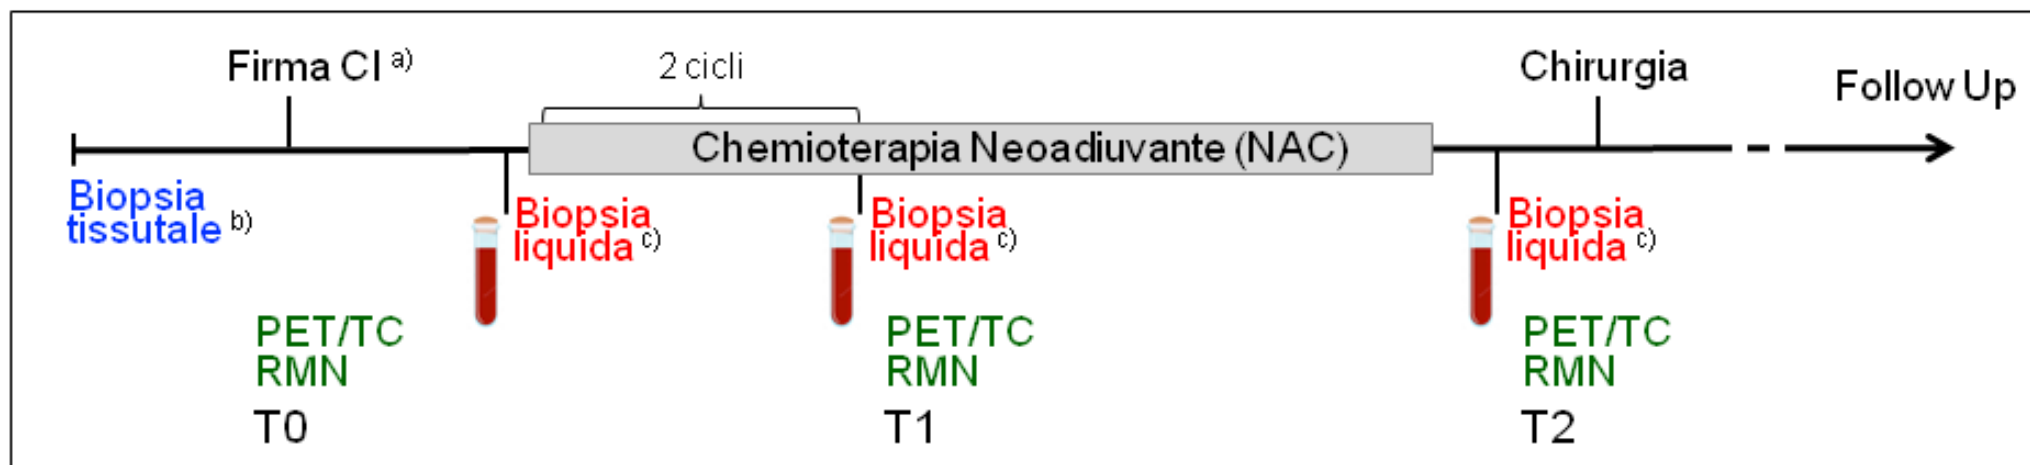 Firma CI a)
2 cicli
Chirurgia
Follow Up
Chemioterapia Neoadiuvante (NAC)
Biopsia
tissutale b)
Biopsia
liquida c)
Biopsia
liquida c)
Biopsia
liquida c)
PET/TC
RMN
T0
PET/TC
RMN
T1
PET/TC
RMN
T2